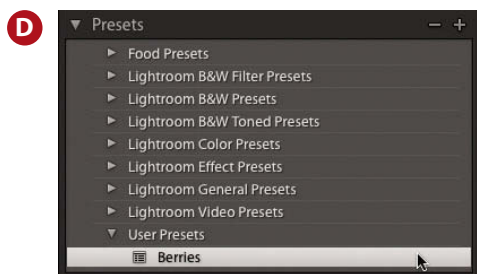 D
Presets
Food Presets
Lightroom B&W Filter Presets
Lightroom B&W Presets
Lightroom B&W Toned Presets
Lightroom Color Presets
Lightroom Effect Presets
Lightroom General Presets
Lightroom Video Presets
User Presets
Berries